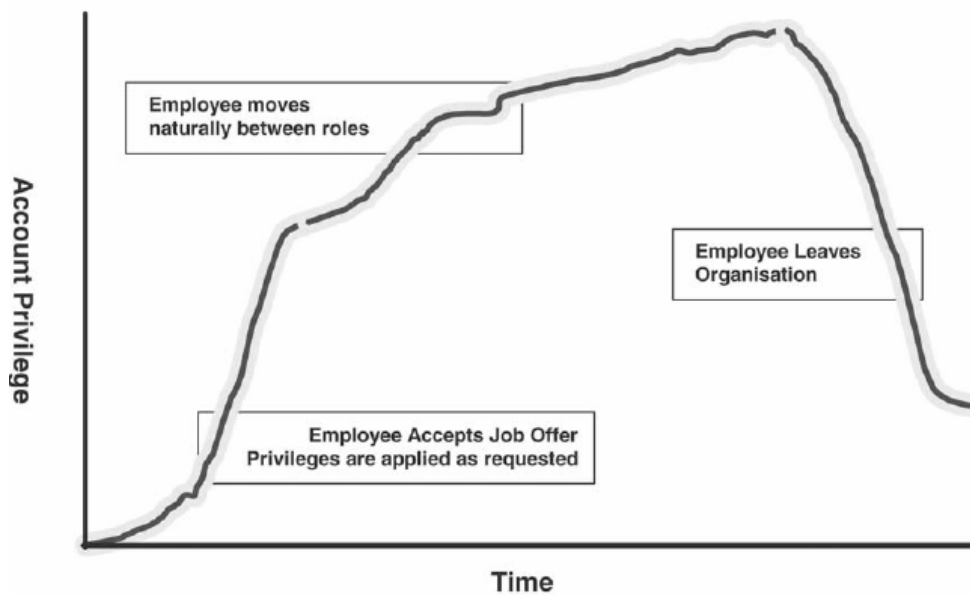 Employee moves
naturally between roles
Account Privilege
Employee Leaves
Organisation
Employee Accepts Job Offer
Privileges are applied as requested
Time